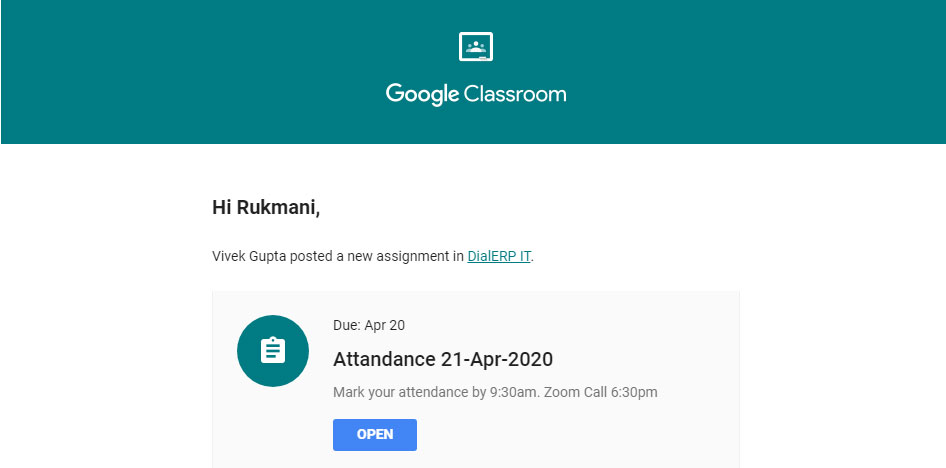 Google Classroom
Hi Rukmani,
Vivek Gupta posted a new assignment in DialERP IT.
Due: Apr 20
Attandance 21-Apr-2020
Mark your attendance by 9:30am. Zoom Call 6:30pm
OPEN